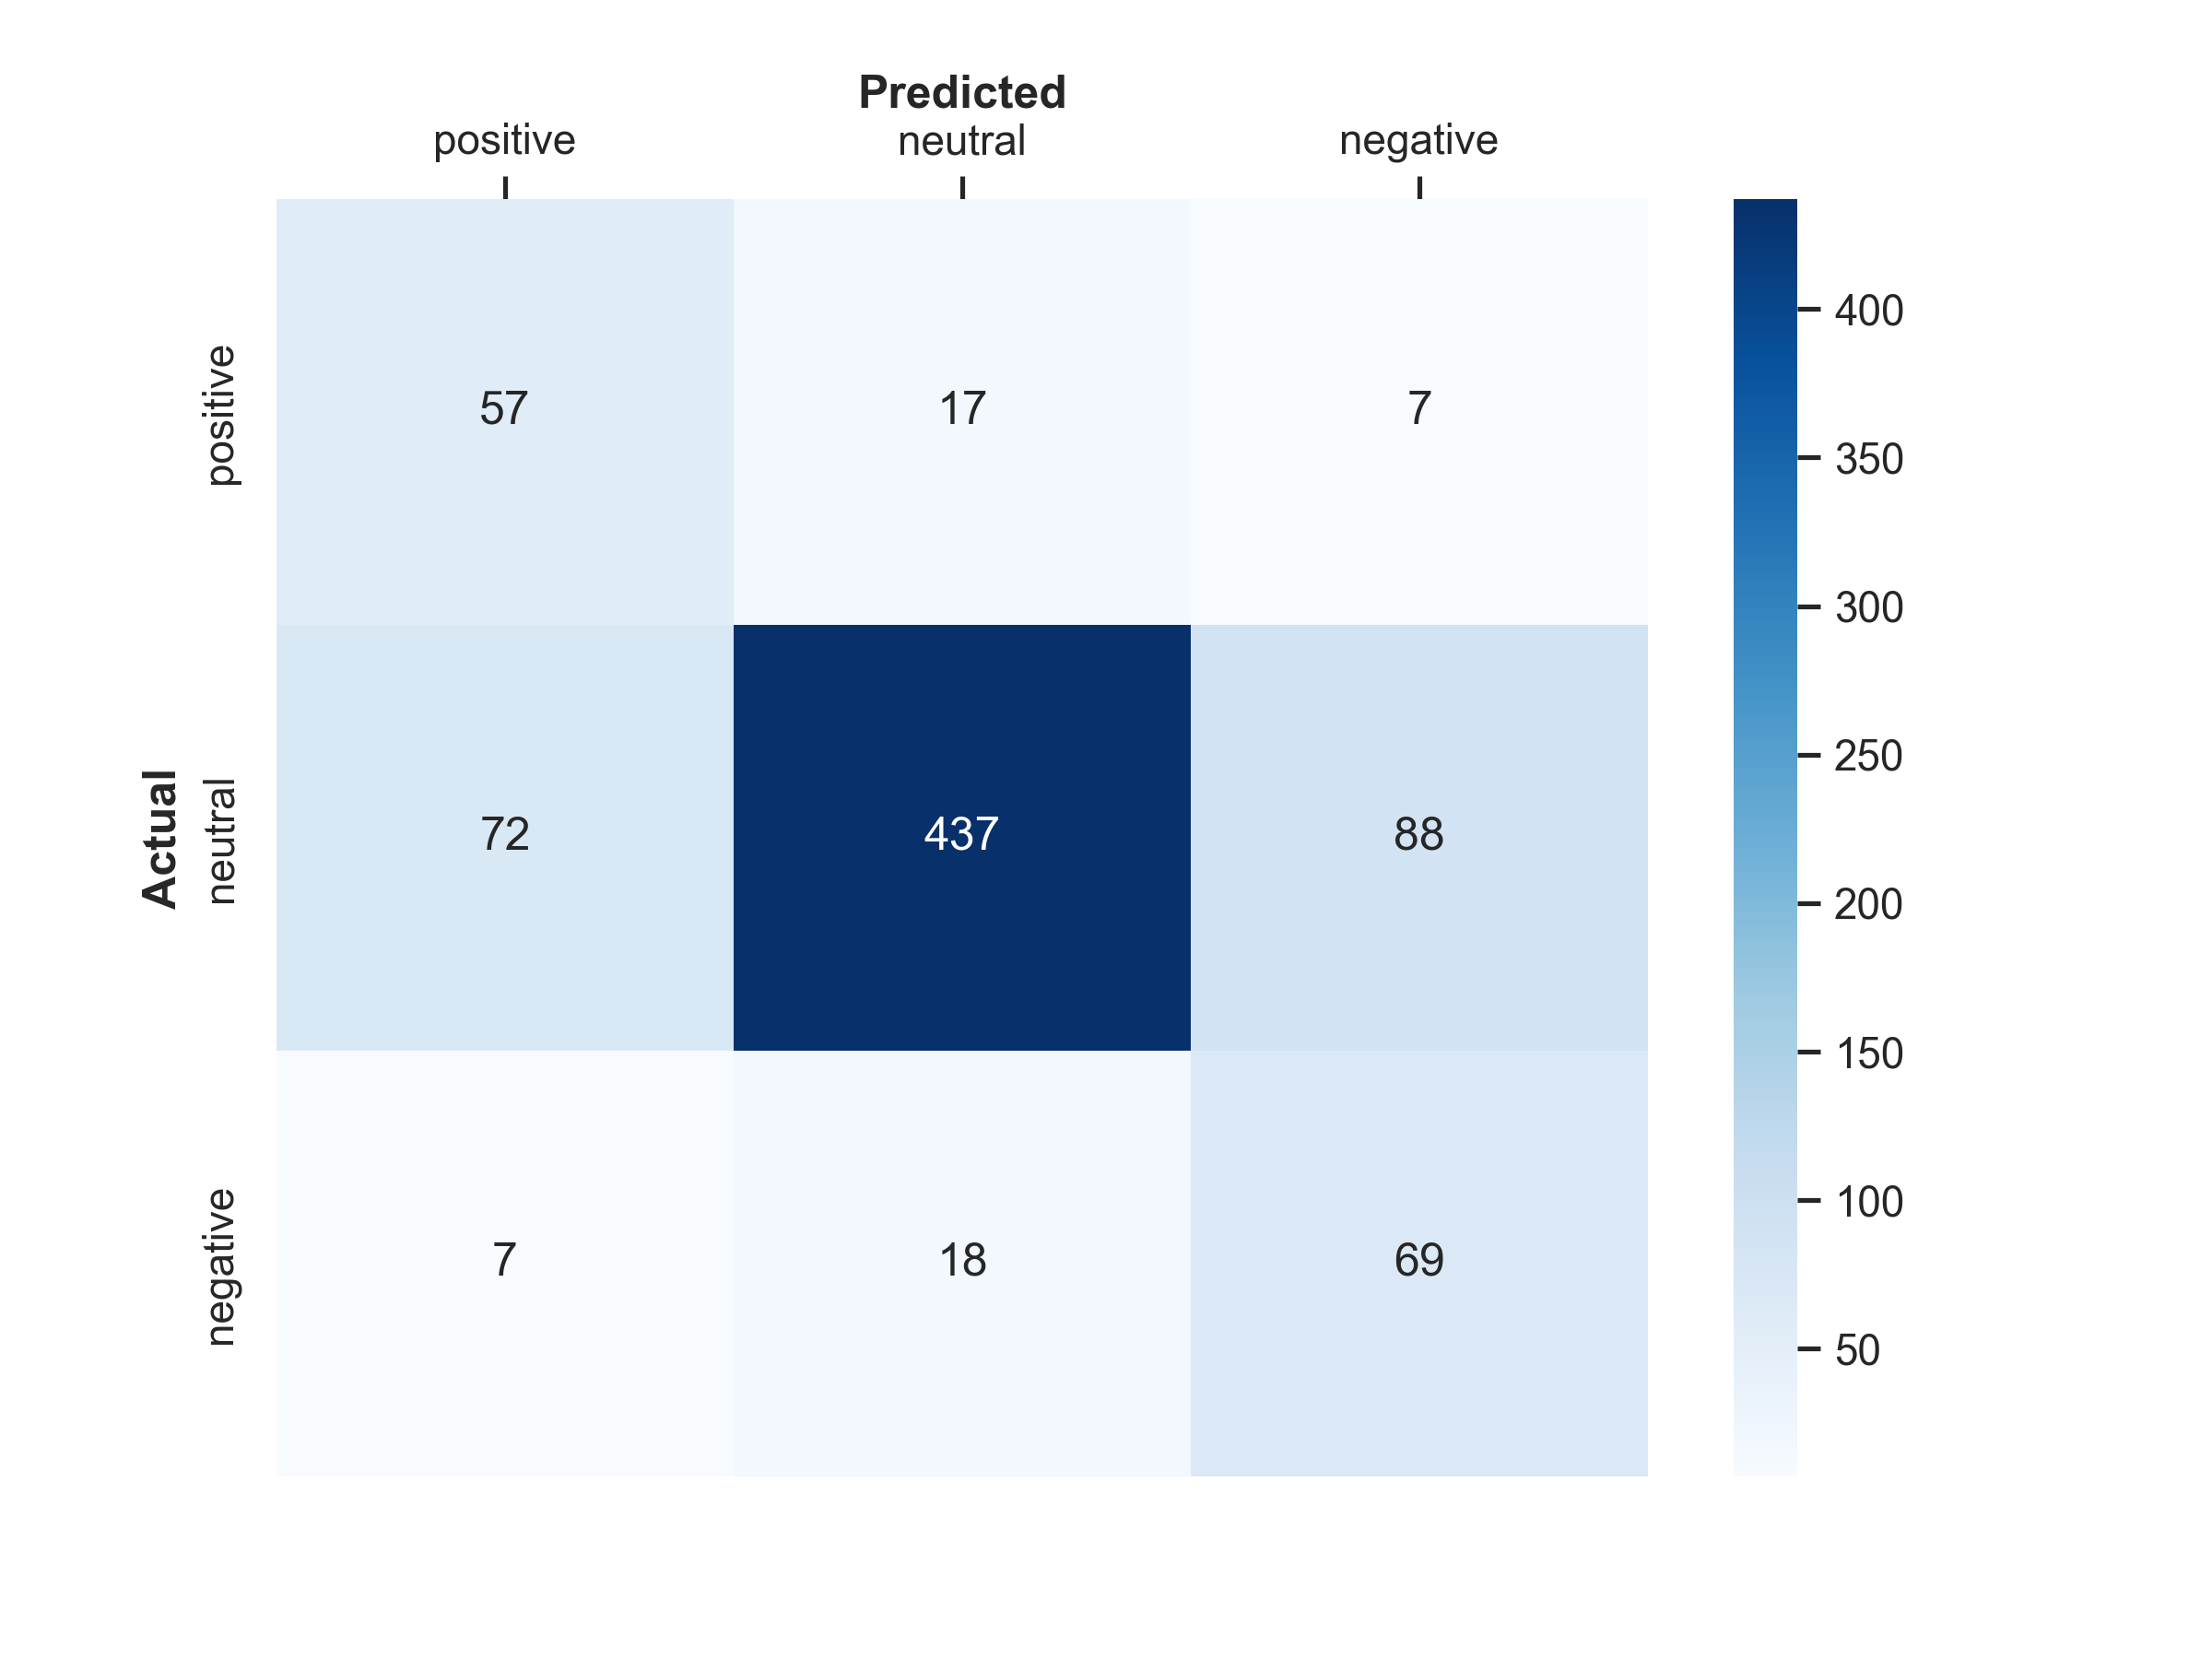 Predicted
positive neutral negative
positive 57 17 7
Actual
neutral 72 437 88
negative 7 18 69
400
350
300
250
200
150
100
50